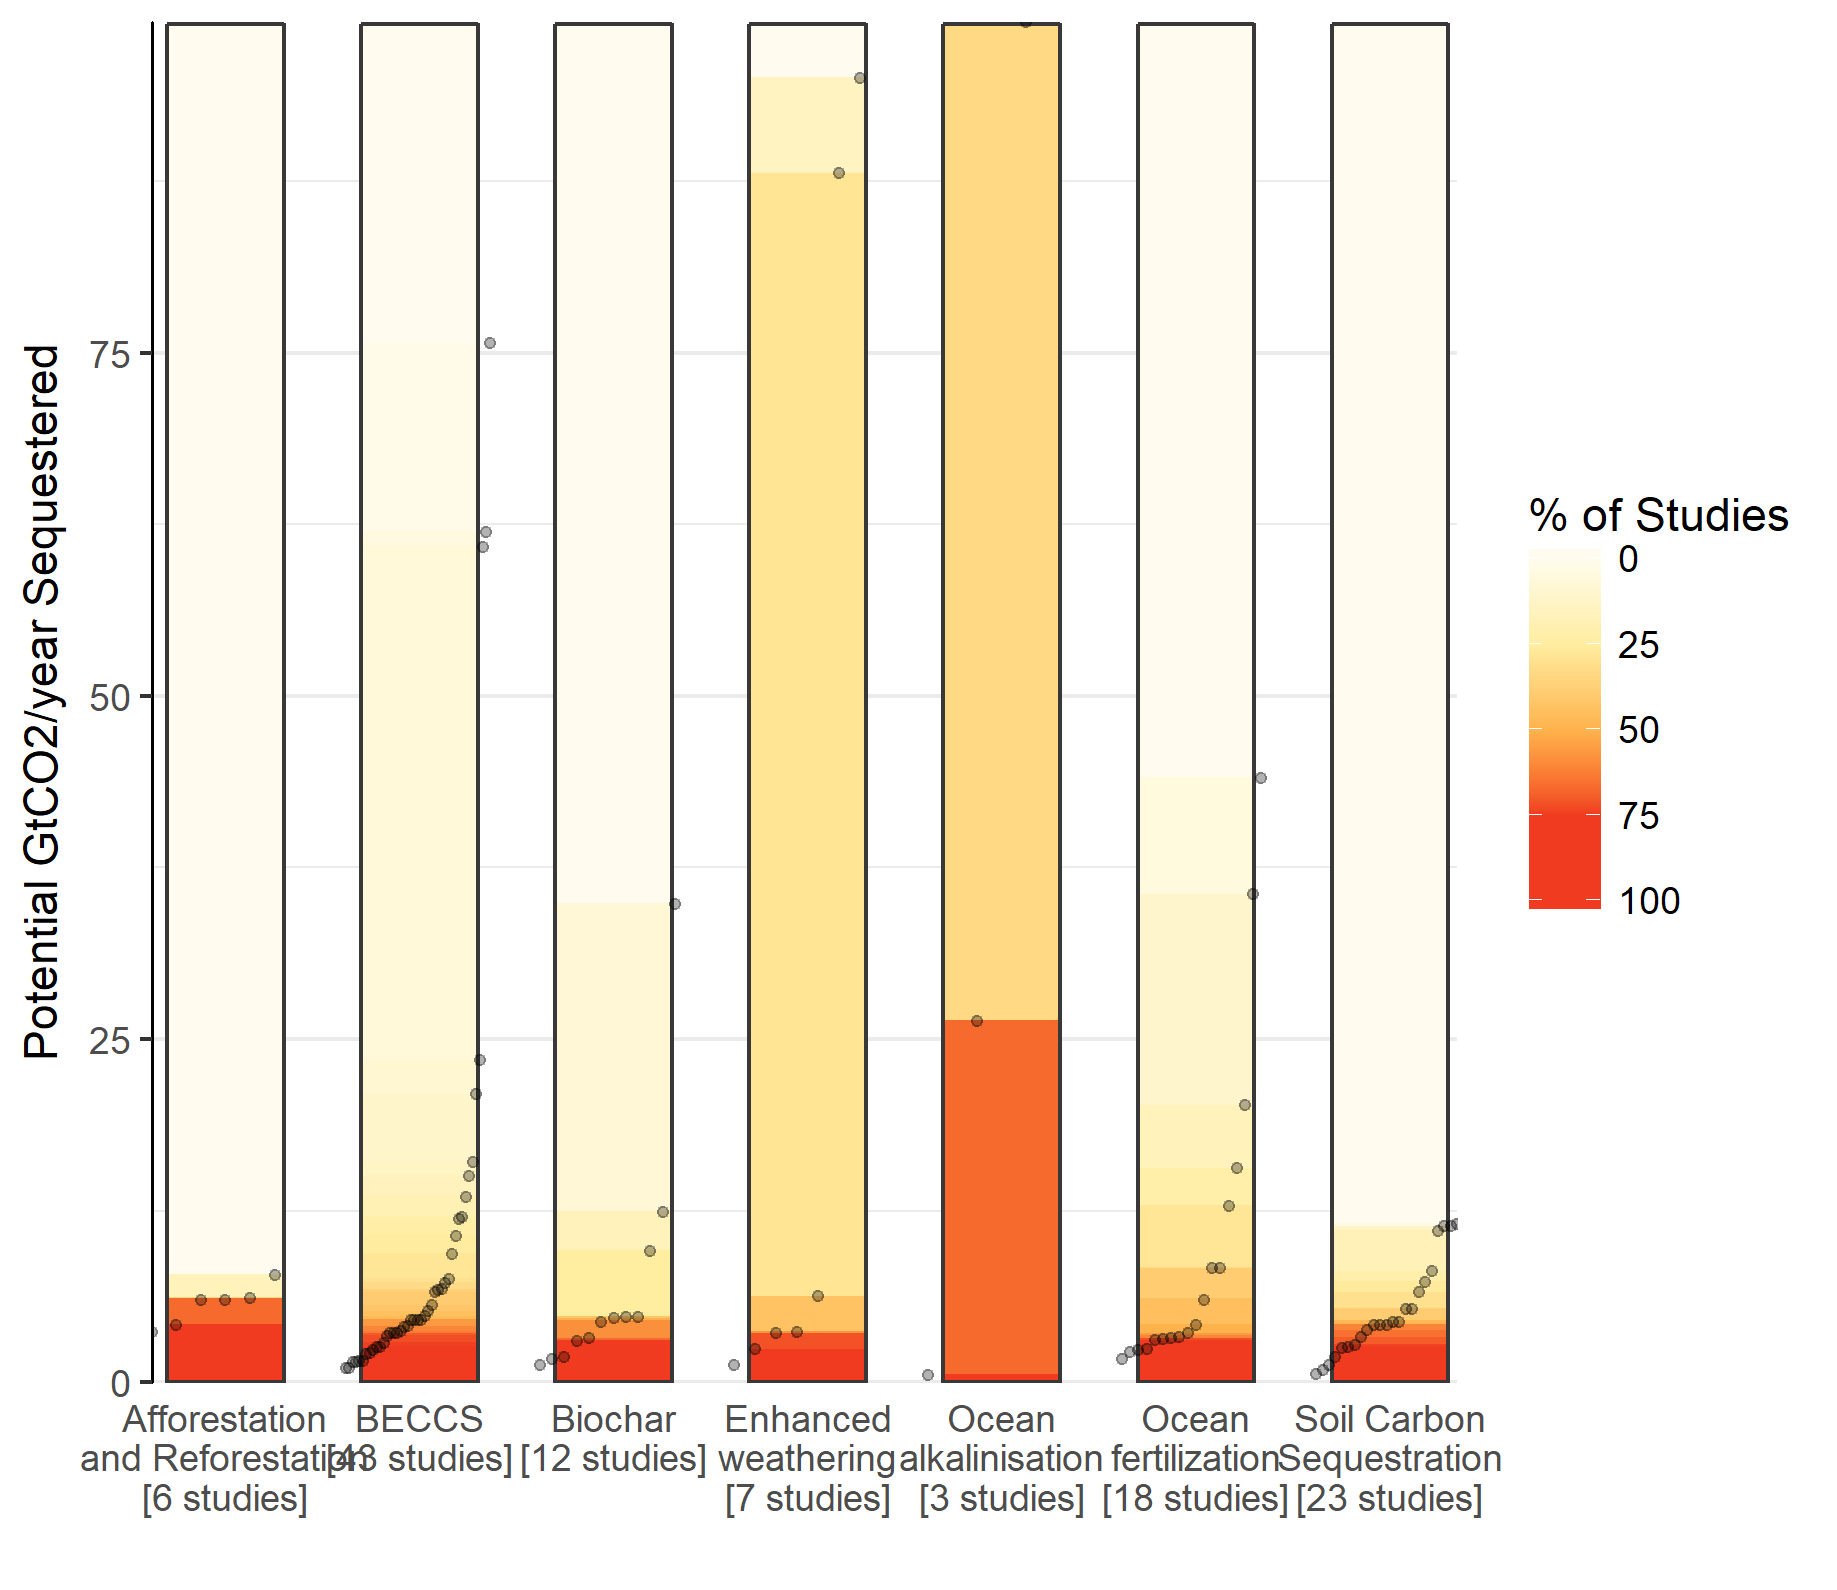 Potential GtCO2/year Sequestered
75
50
25
0
Afforestation
and Reforestation
[6 studies]
BECCS
[43 studies]
Biochar
[12 studies]
Enhanced
weathering
[7 studies]
Ocean
alkalinisation
[3 studies]
Ocean
fertilization
[18 studies]
Soil Carbon
Sequestration
[23 studies]
% of Studies
0
25
50
75
100